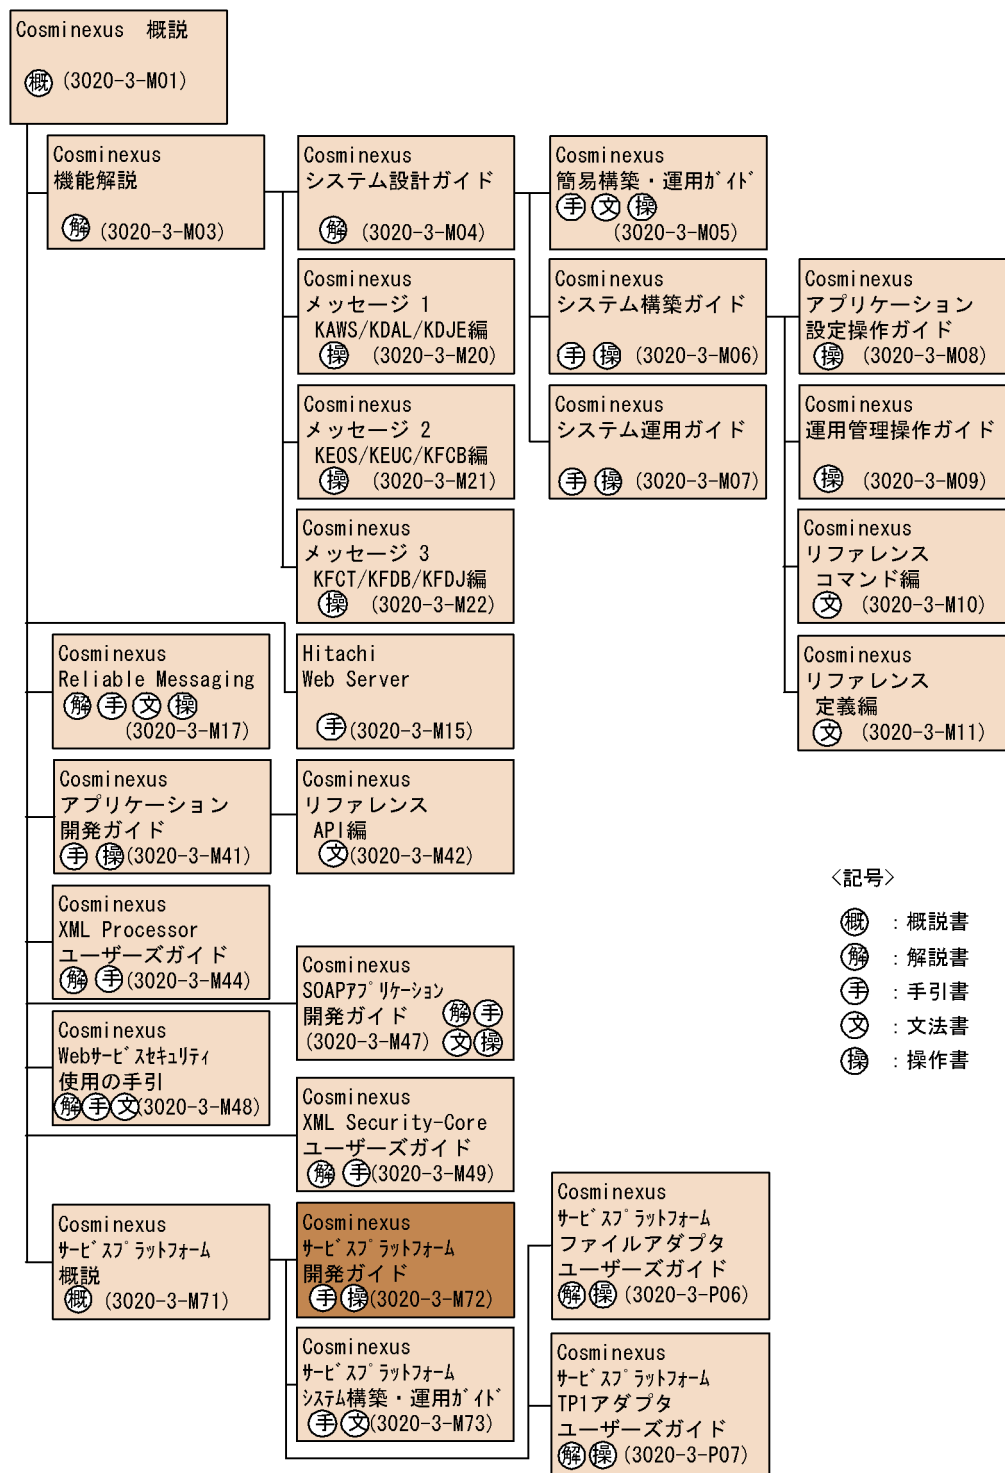 Cosminexus 概説
概 (3020-3-M01)
Cosminexus
機能解説
解 (3020-3-M03)
Cosminexus
システム設計ガイド
解 (3020-3-M04)
Cosminexus
簡易構築・運用ｶﾞｲﾄﾞ
手 文 操
(3020-3-M05)
Cosminexus
メッセージ 1
KAWS/KDAL/KDJE編
操 (3020-3-M20)
Cosminexus
システム構築ガイド
手 操 (3020-3-M06)
Cosminexus
アプリケーション
設定操作ガイド
操 (3020-3-M08)
Cosminexus
メッセージ 2
KEOS/KEUC/KFCB編
操 (3020-3-M21)
Cosminexus
システム運用ガイド
手 操 (3020-3-M07)
Cosminexus
運用管理操作ガイド
操 (3020-3-M09)
Cosminexus
メッセージ 3
KFCT/KFDB/KFDJ編
操 (3020-3-M22)
Cosminexus
リファレンス
コマンド編
文 (3020-3-M10)
Cosminexus
Reliable Messaging
解 手 文 操
(3020-3-M17)
Hitachi
Web Server
手 (3020-3-M15)
Cosminexus
リファレンス
定義編
文 (3020-3-M11)
Cosminexus
アプリケーション
開発ガイド
手 操 (3020-3-M41)
Cosminexus
リファレンス
API編
文 (3020-3-M42)
Cosminexus
XML Processor
ユーザーズガイド
解 手 (3020-3-M44)
Cosminexus
SOAPｱﾌﾟﾘｹｰｼｮﾝ
開発ガイド 解 手
(3020-3-M47) 文 操
Cosminexus
Webｻｰﾋﾞｽｾｷｭﾘﾃｨ
使用の手引
解 手 文 (3020-3-M48)
Cosminexus
XML Security-Core
ユーザーズガイド
解 手 (3020-3-M49)
Cosminexus
ｻｰﾋﾞｽﾌﾟﾗｯﾄﾌｫｰﾑ
概説
概 (3020-3-M71)
Cosminexus
ｻｰﾋﾞｽﾌﾟﾗｯﾄﾌｫｰﾑ
開発ガイド
手 操 (3020-3-M72)
Cosminexus
ｻｰﾋﾞｽﾌﾟﾗｯﾄﾌｫｰﾑ
ファイルアダプタ
ユーザーズガイド
解 操 (3020-3-P06)
Cosminexus
ｻｰﾋﾞｽﾌﾟﾗｯﾄﾌｫｰﾑ
ｼｽﾃﾑ構築・運用ｶﾞｲﾄﾞ
手 文 (3020-3-M73)
Cosminexus
ｻｰﾋﾞｽﾌﾟﾗｯﾄﾌｫｰﾑ
TP1アダプタ
ユーザーズガイド
解 操 (3020-3-P07)
〈記号〉
概 ：概説書
解 ：解説書
手 ：手引書
文 ：文法書
操 ：操作書